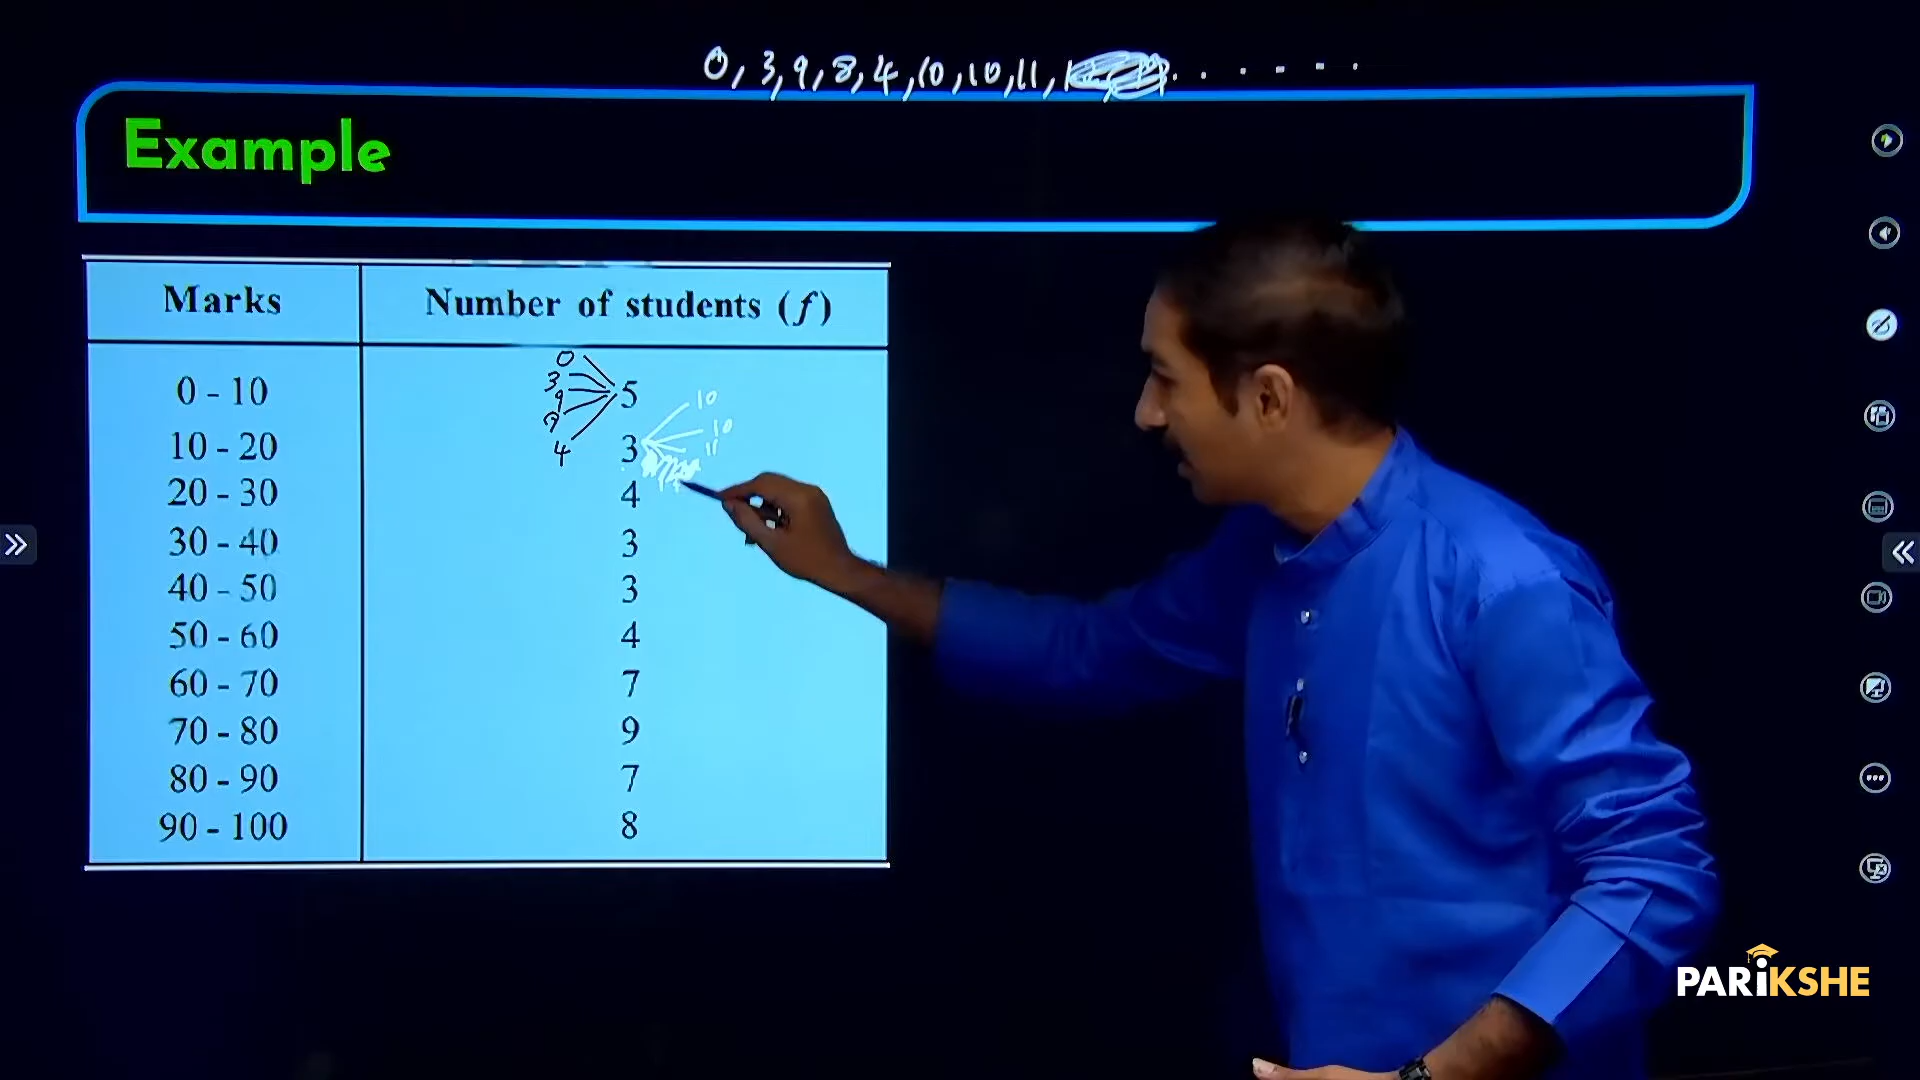 0, 3, 9, 8, 4, 10, 10, 11,
Example
Marks Number of students (f)
0 - 10 5
10 - 20 3
20 - 30 4
30 - 40 3
40 - 50 3
50 - 60 4
60 - 70 7
70 - 80 9
80 - 90 7
90 - 100 8
0
3
9
4
10
10
11
PARIKSHE